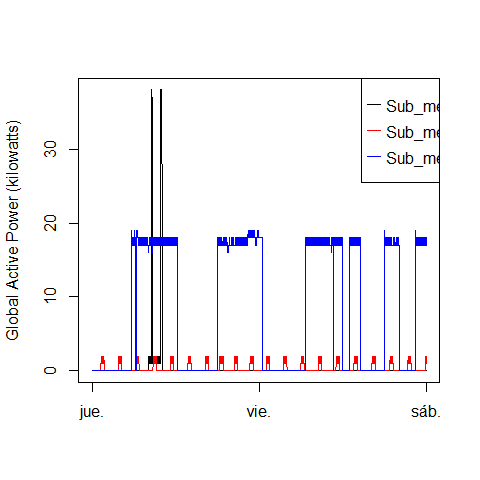 Global Active Power (kilowatts)
30
20
10
0
jue.
vie.
sáb.
Sub_me
Sub_me
Sub_me